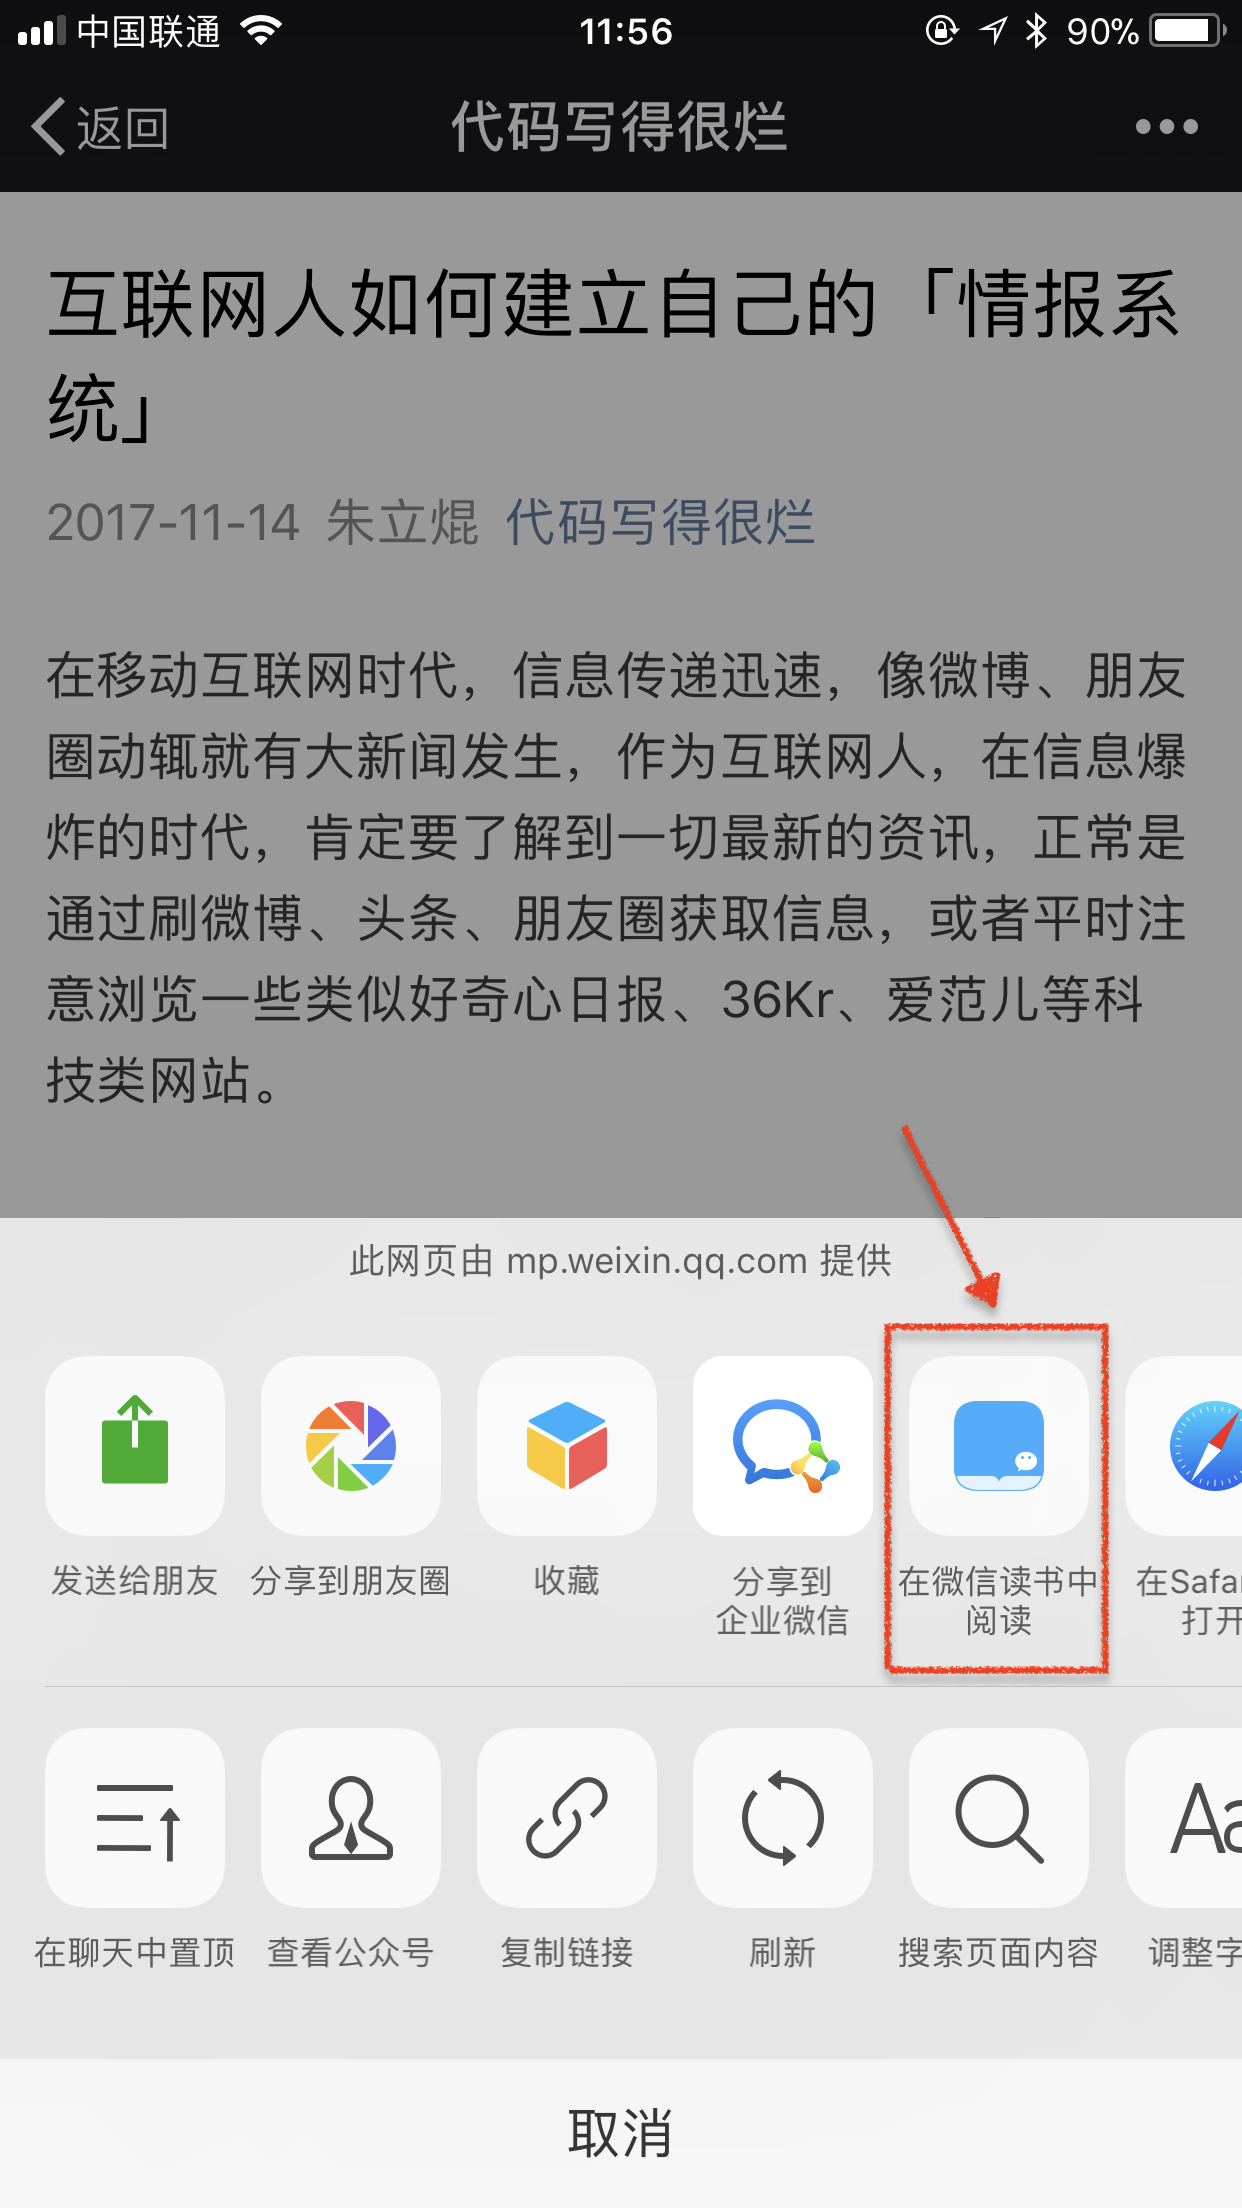 中国联通
11:56
90%
返回
代码写得很烂
互联网人如何建立自己的「情报系
统」
2017-11-14 朱立焜 代码写得很烂
在移动互联网时代，信息传递迅速，像微博、朋友
圈动辄就有大新闻发生，作为互联网人，在信息爆
炸的时代，肯定要了解到一切最新的资讯，正常是
通过刷微博、头条、朋友圈获取信息，或者平时注
意浏览一些类似好奇心日报、36Kr、爱范儿等科
技类网站。
此网页由 mp.weixin.qq.com 提供
发送给朋友
分享到朋友圈
收藏
分享到
企业微信
在微信读书中
阅读
在Safa
打开
在聊天中置顶
查看公众号
复制链接
刷新
搜索页面内容
Aa
调整字
取消